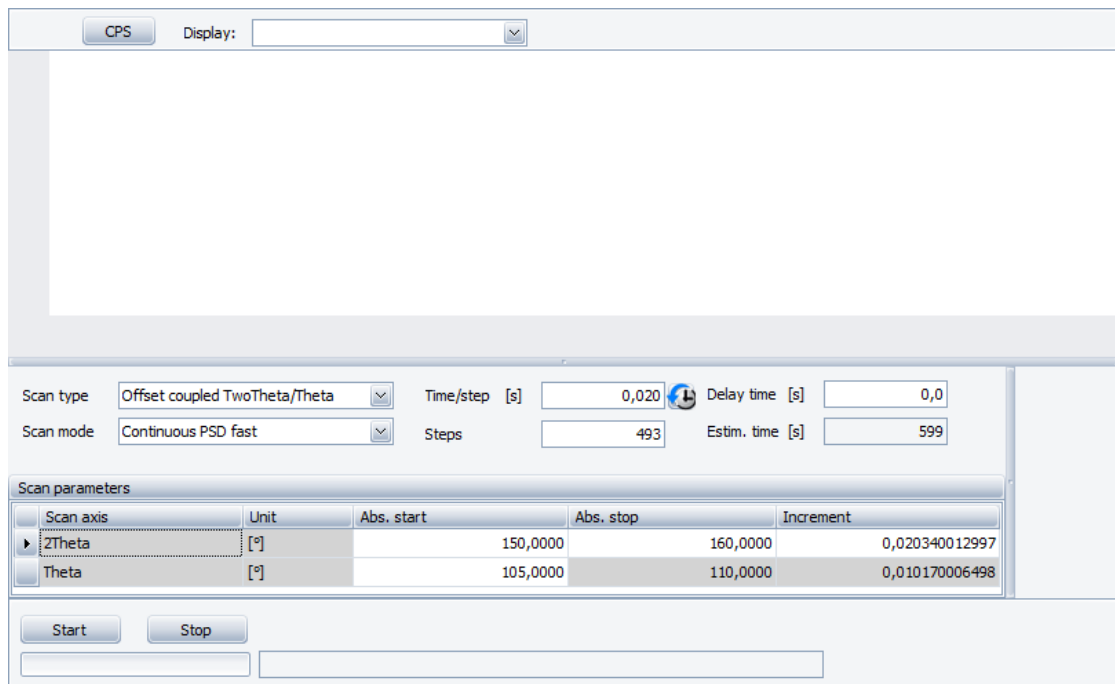 CPS Display:
Scan type Offset coupled TwoTheta/Theta Time/step [s] 0,020 Delay time [s] 0,0
Scan mode Continuous PSD fast Steps 493 Estim. time [s] 599
Scan parameters
Scan axis Unit Abs. start Abs. stop Increment
2Theta [°] 150,0000 160,0000 0,020340012997
Theta [°] 105,0000 110,0000 0,010170006498
Start Stop